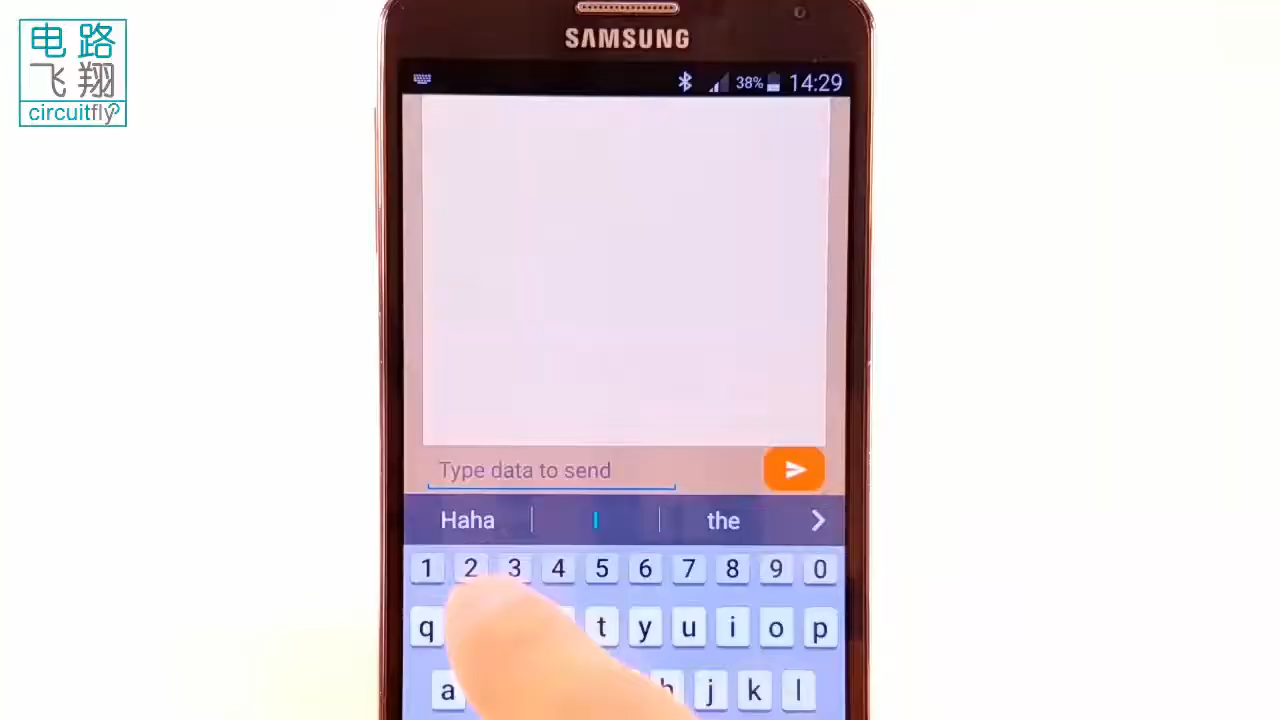 电路
飞翔
circuitfly
SAMSUNG
38% 14:29
Type data to send
Haha I the
1 2 3 4 5 6 7 8 9 0
q t y u i o p
a h j k l